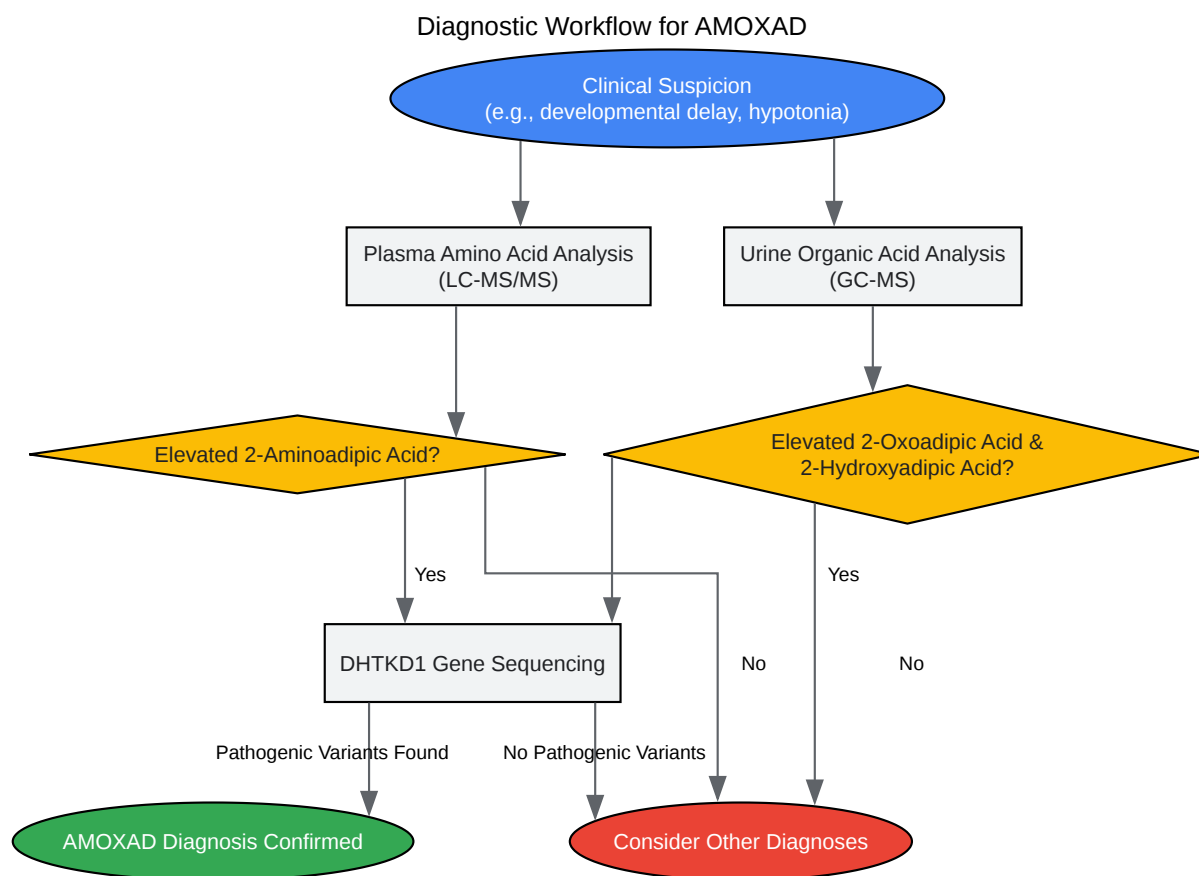 Diagnostic Workflow for AMOXAD
Clinical Suspicion
(e.g., developmental delay, hypotonia)
Plasma Amino Acid Analysis
(LC-MS/MS)
Urine Organic Acid Analysis
(GC-MS)
Elevated 2-Aminoadipic Acid?
Elevated 2-Oxoadipic Acid &
2-Hydroxyadipic Acid?
Yes
Yes
DHTKD1 Gene Sequencing
No
No
Pathogenic Variants Found
No Pathogenic Variants
AMOXAD Diagnosis Confirmed
Consider Other Diagnoses